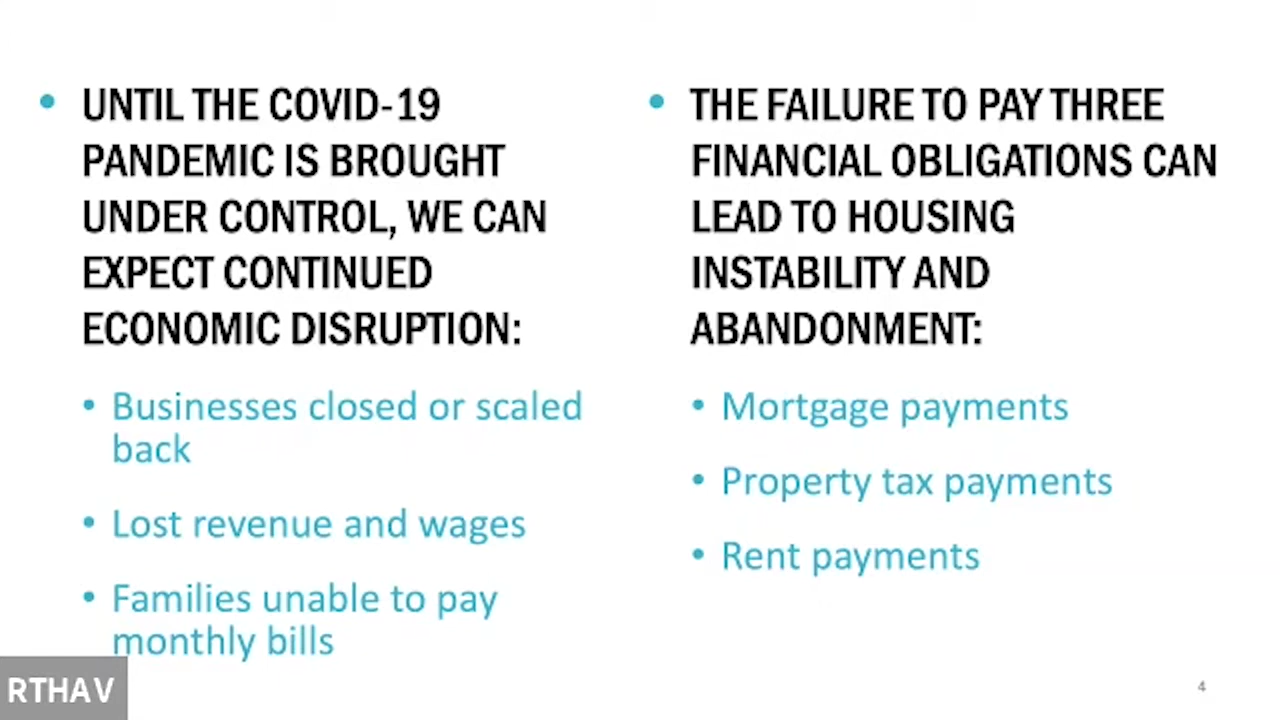 • UNTIL THE COVID-19
PANDEMIC IS BROUGHT
UNDER CONTROL, WE CAN
EXPECT CONTINUED
ECONOMIC DISRUPTION:
• Businesses closed or scaled
back
• Lost revenue and wages
• Families unable to pay
monthly bills
• THE FAILURE TO PAY THREE
FINANCIAL OBLIGATIONS CAN
LEAD TO HOUSING
INSTABILITY AND
ABANDONMENT:
• Mortgage payments
• Property tax payments
• Rent payments
RTHAV
4